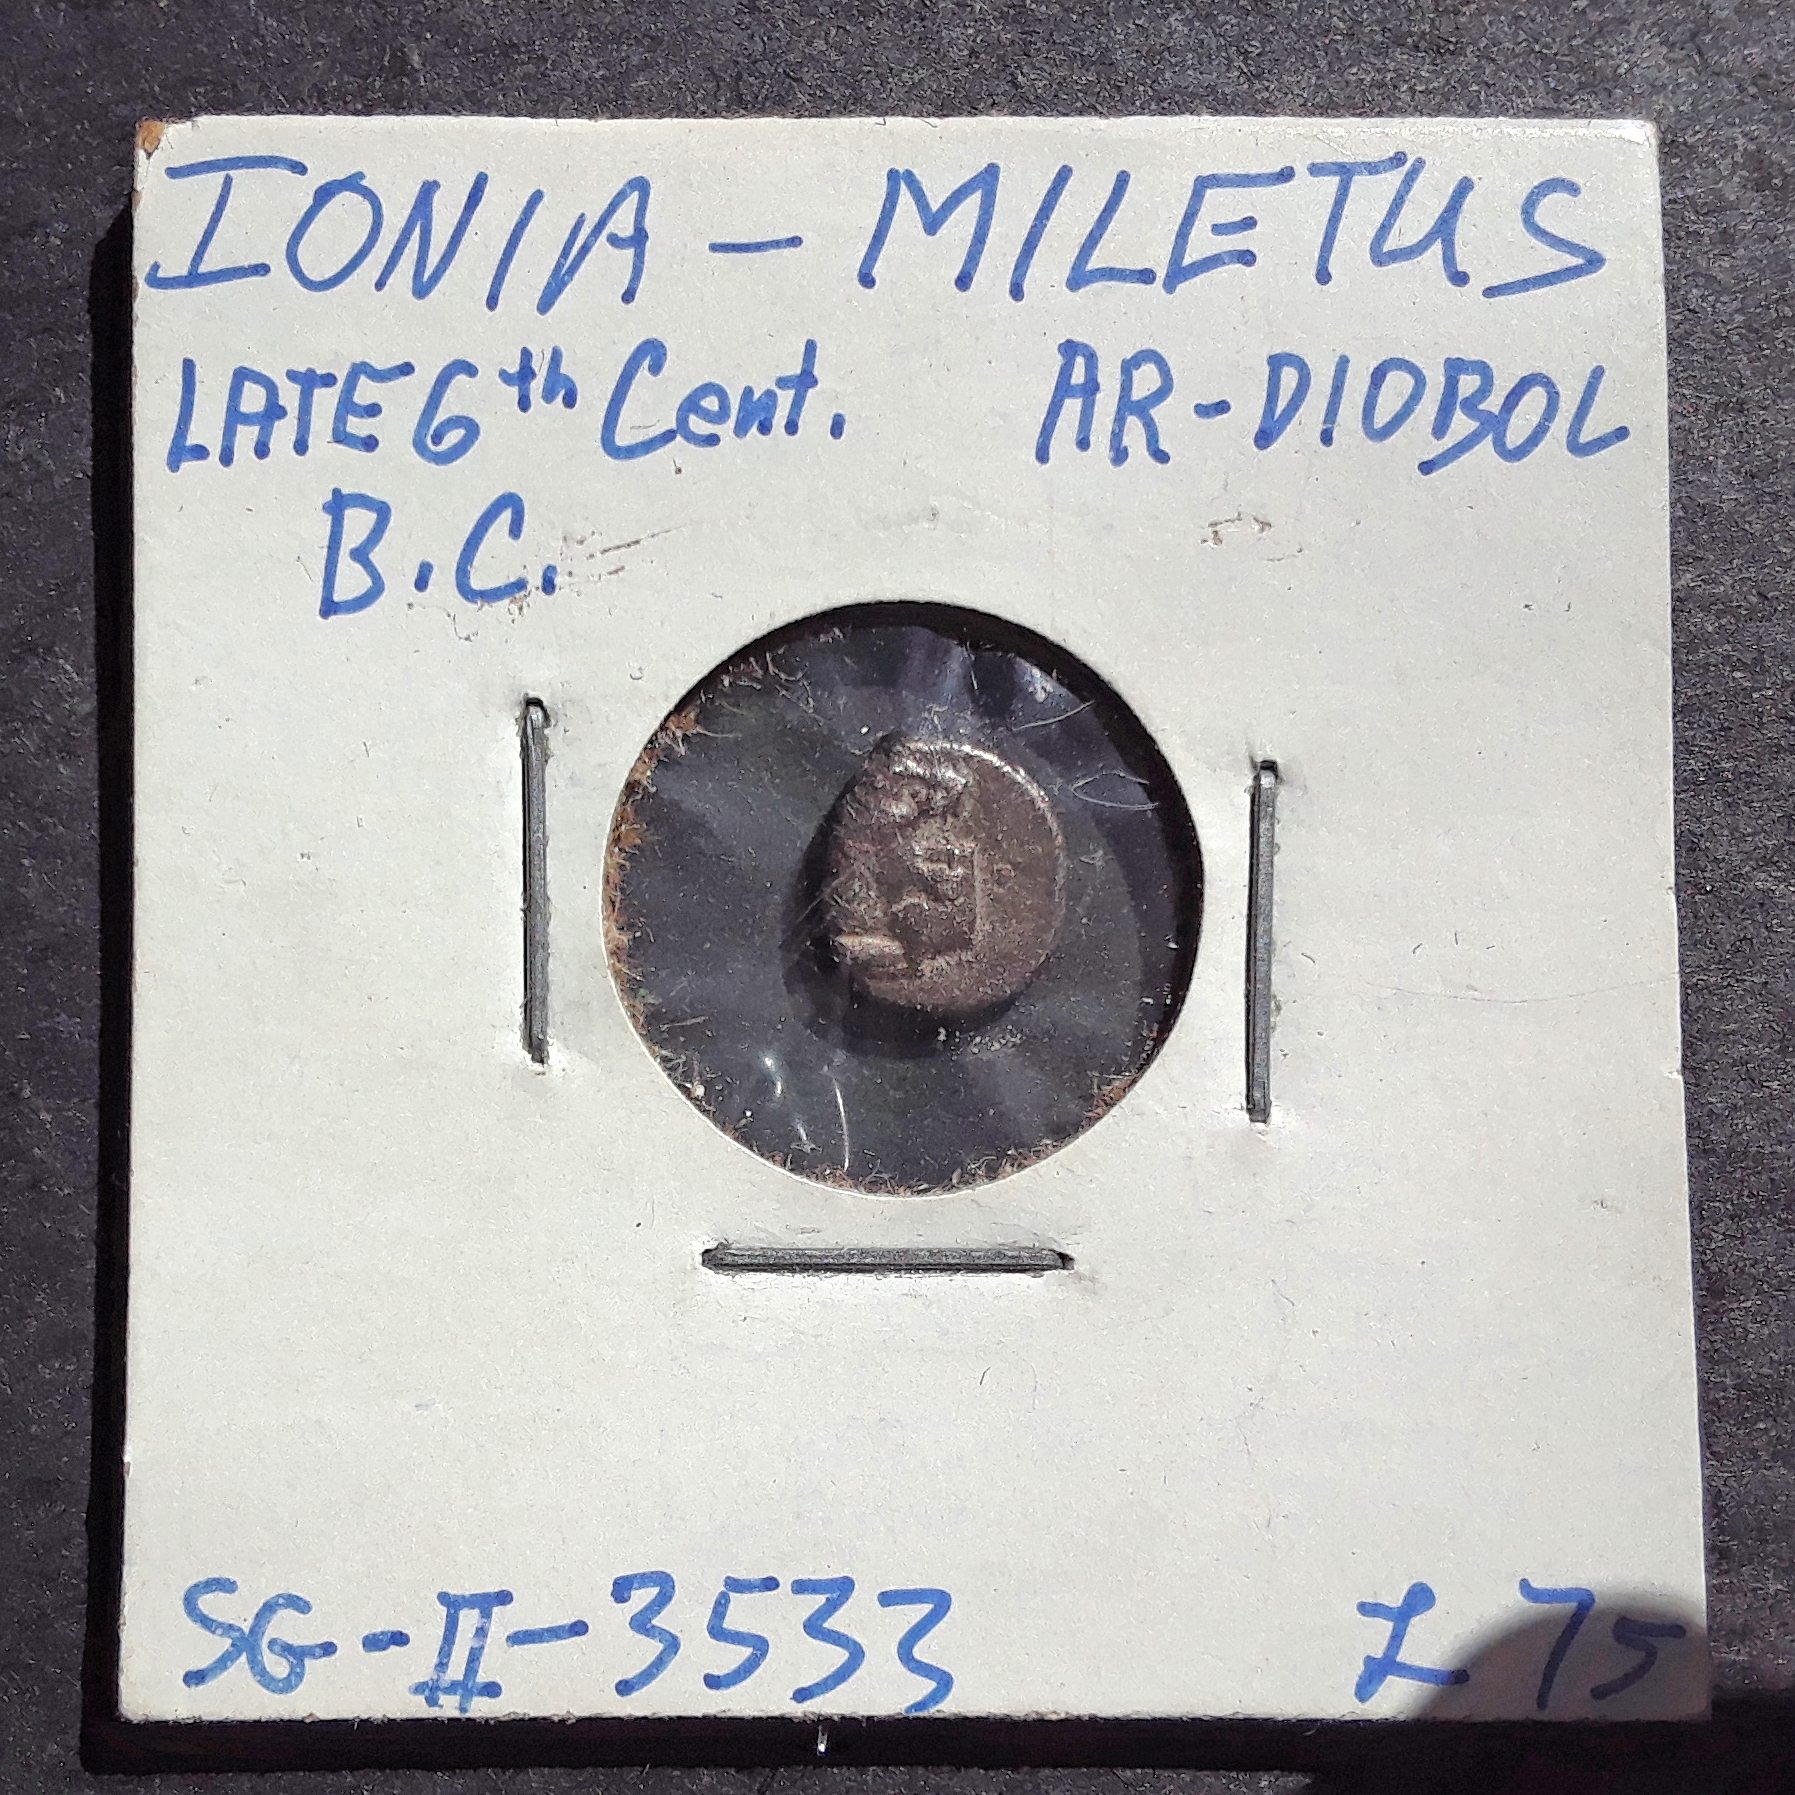 IONIA - MILETUS
LATE 6th Cent. AR-DIOBOL
B.C.
SG-II-3533 £75